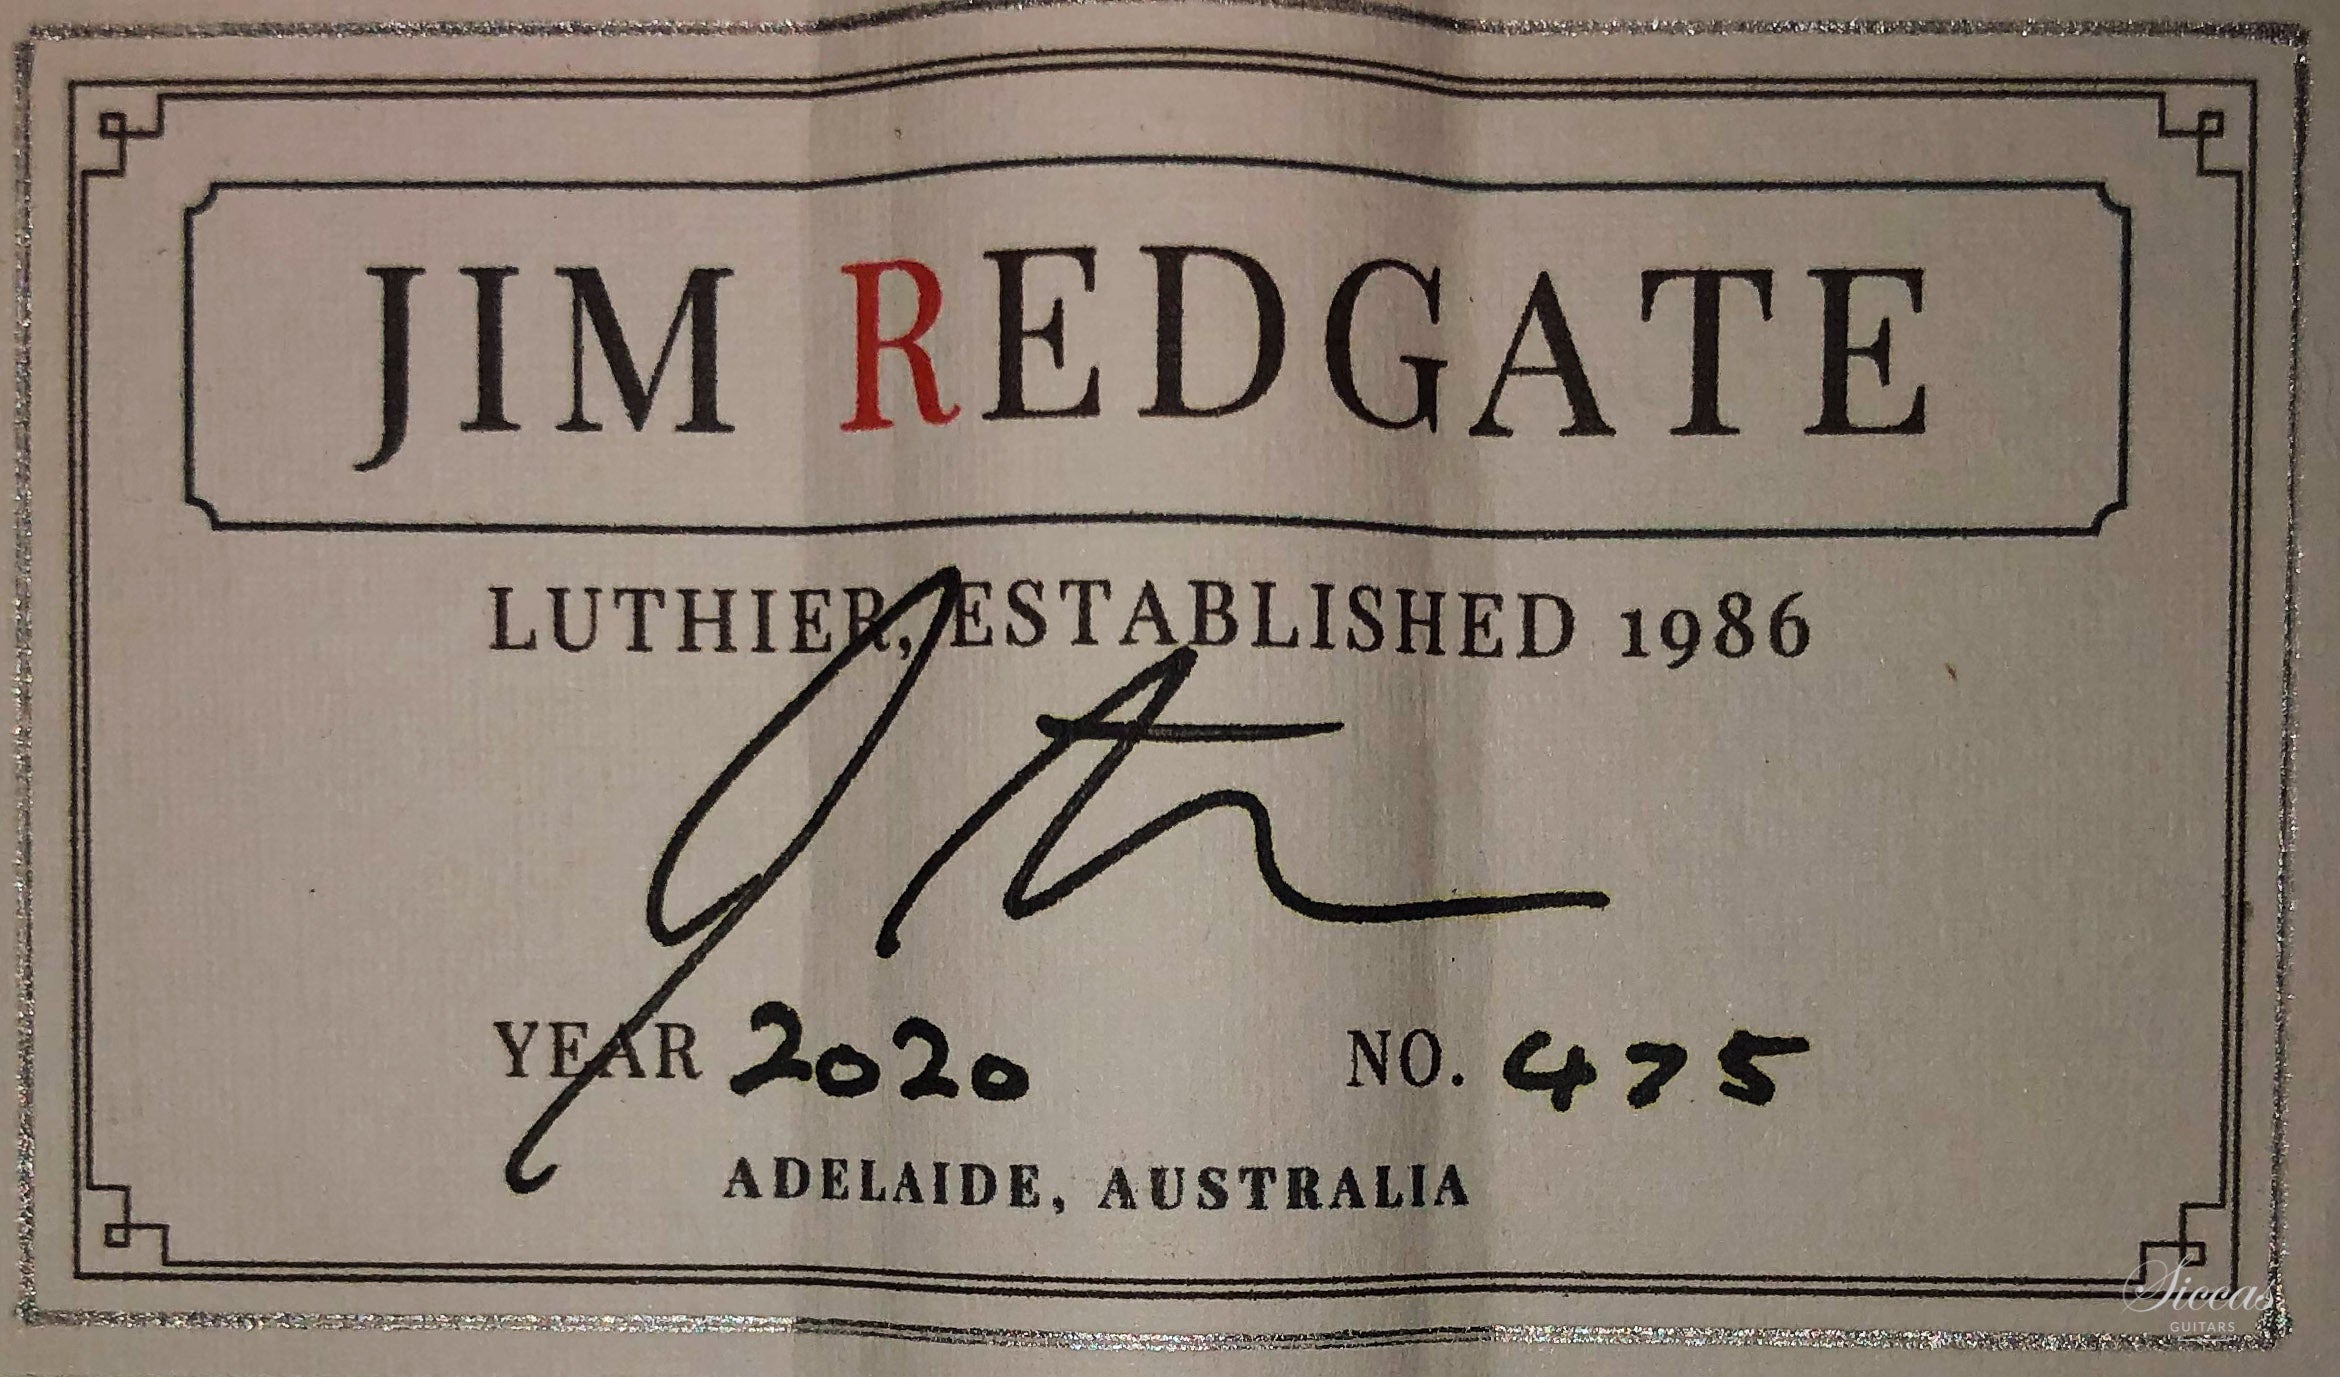 JIM REDGATE
LUTHIER, ESTABLISHED 1986
YEAR 2020 NO. 475
ADELAIDE, AUSTRALIA
Siccas
GUITARS